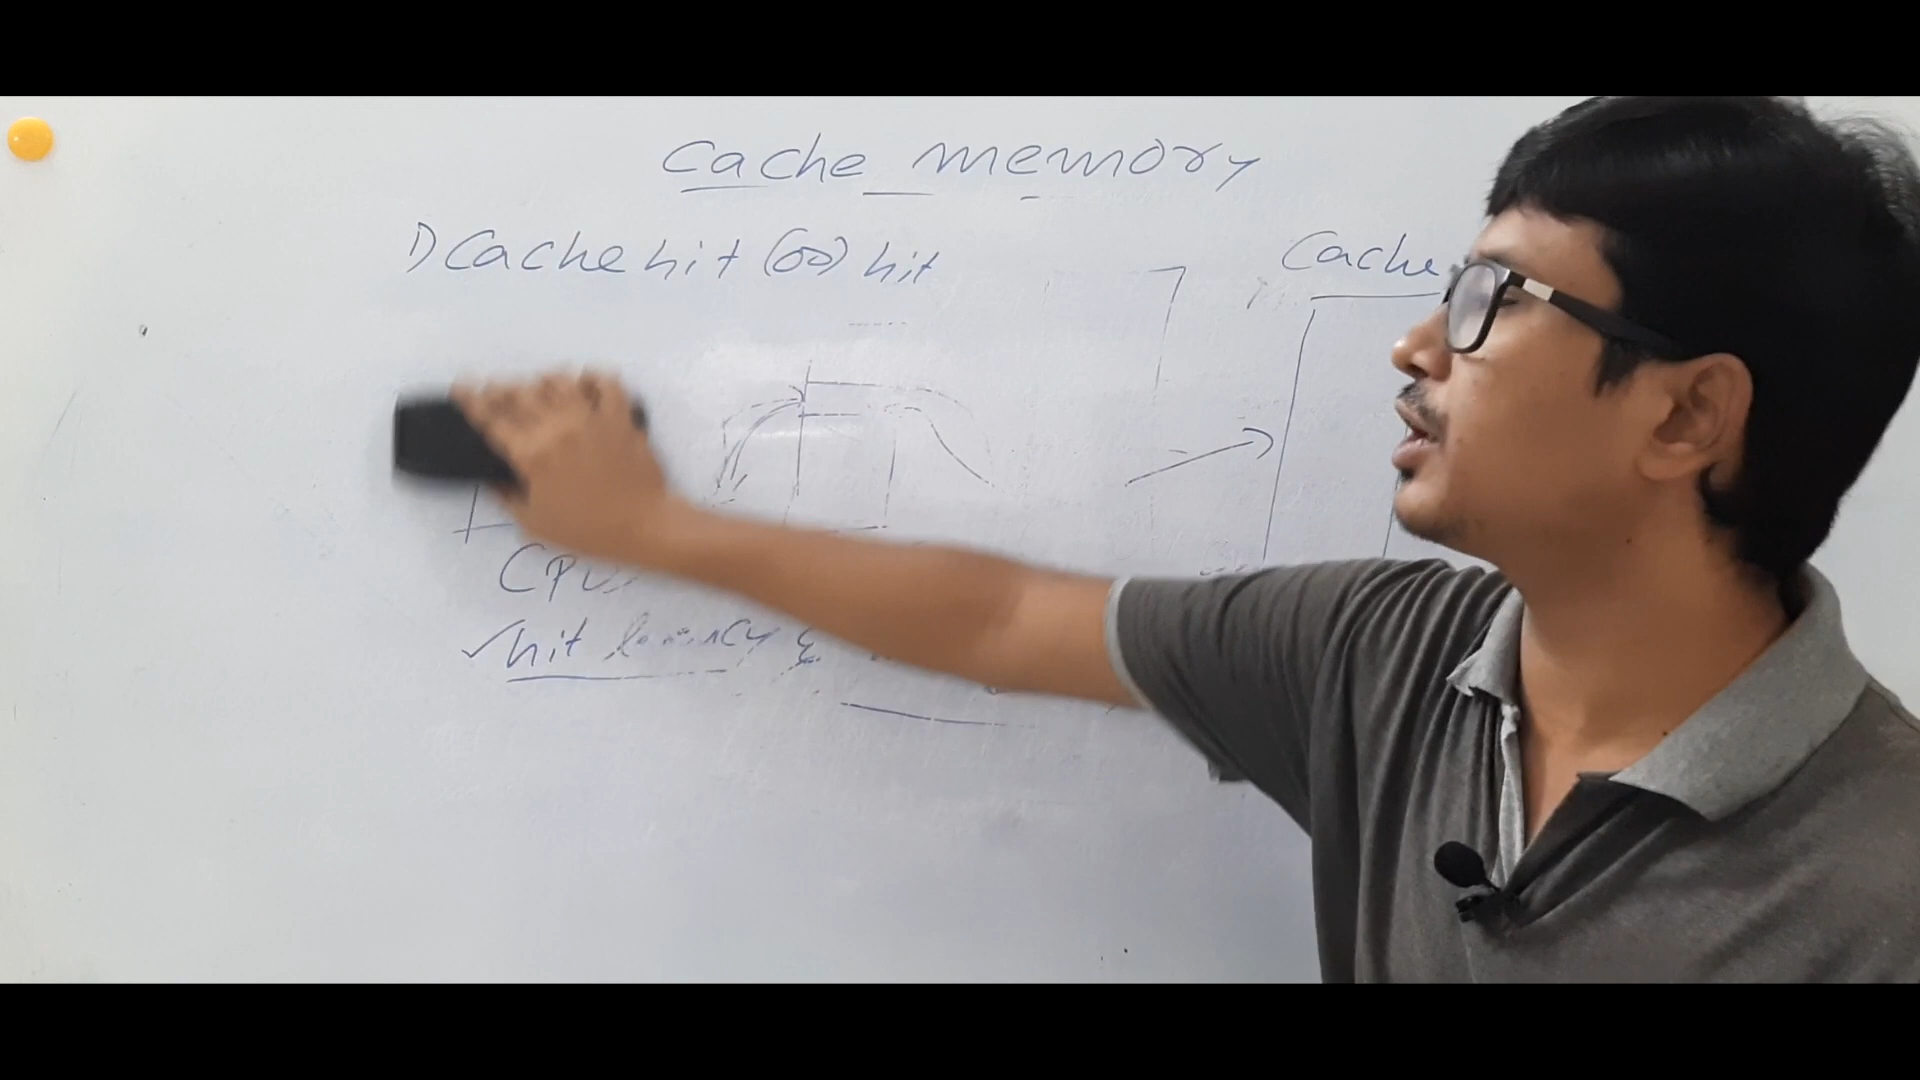 Cache memory
1) Cache hit (or) hit
Cache
CPU
✓hit latency &